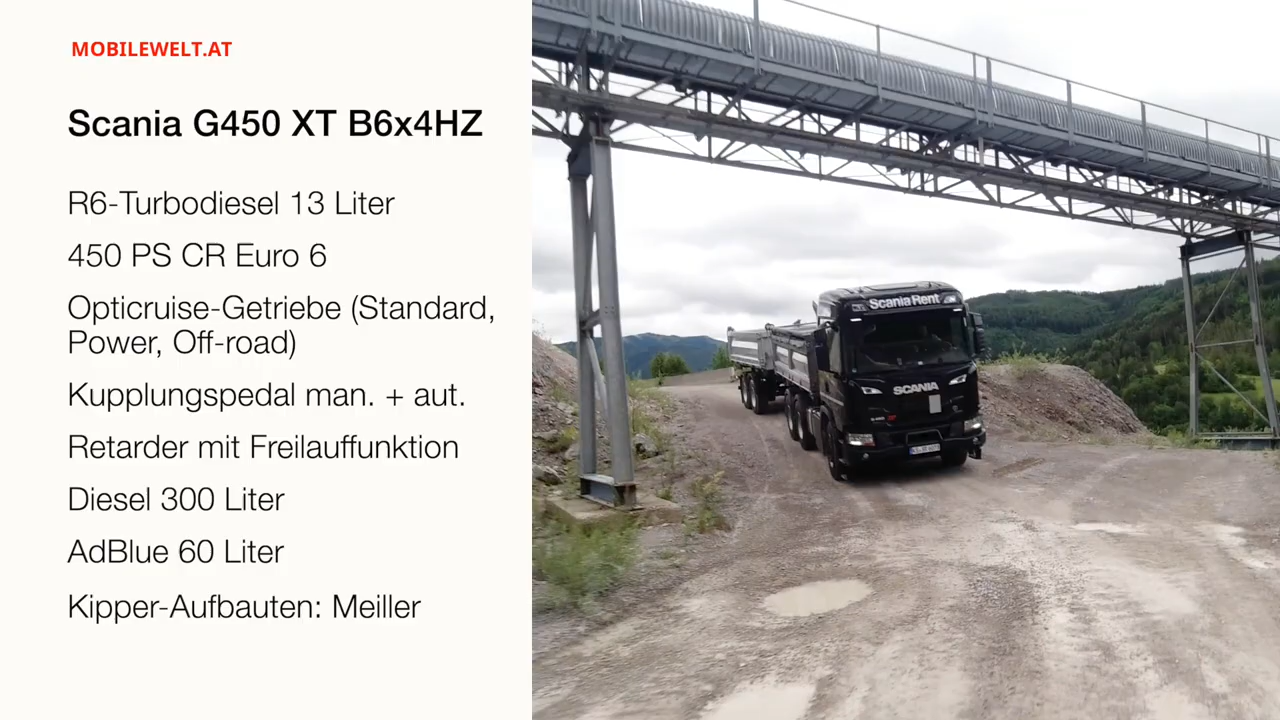 MOBILEWELT.AT
Scania G450 XT B6x4HZ
R6-Turbodiesel 13 Liter
450 PS CR Euro 6
Opticruise-Getriebe (Standard,
Power, Off-road)
Kupplungspedal man. + aut.
Retarder mit Freilauffunktion
Diesel 300 Liter
AdBlue 60 Liter
Kipper-Aufbauten: Meiller
Scania Rent
SCANIA